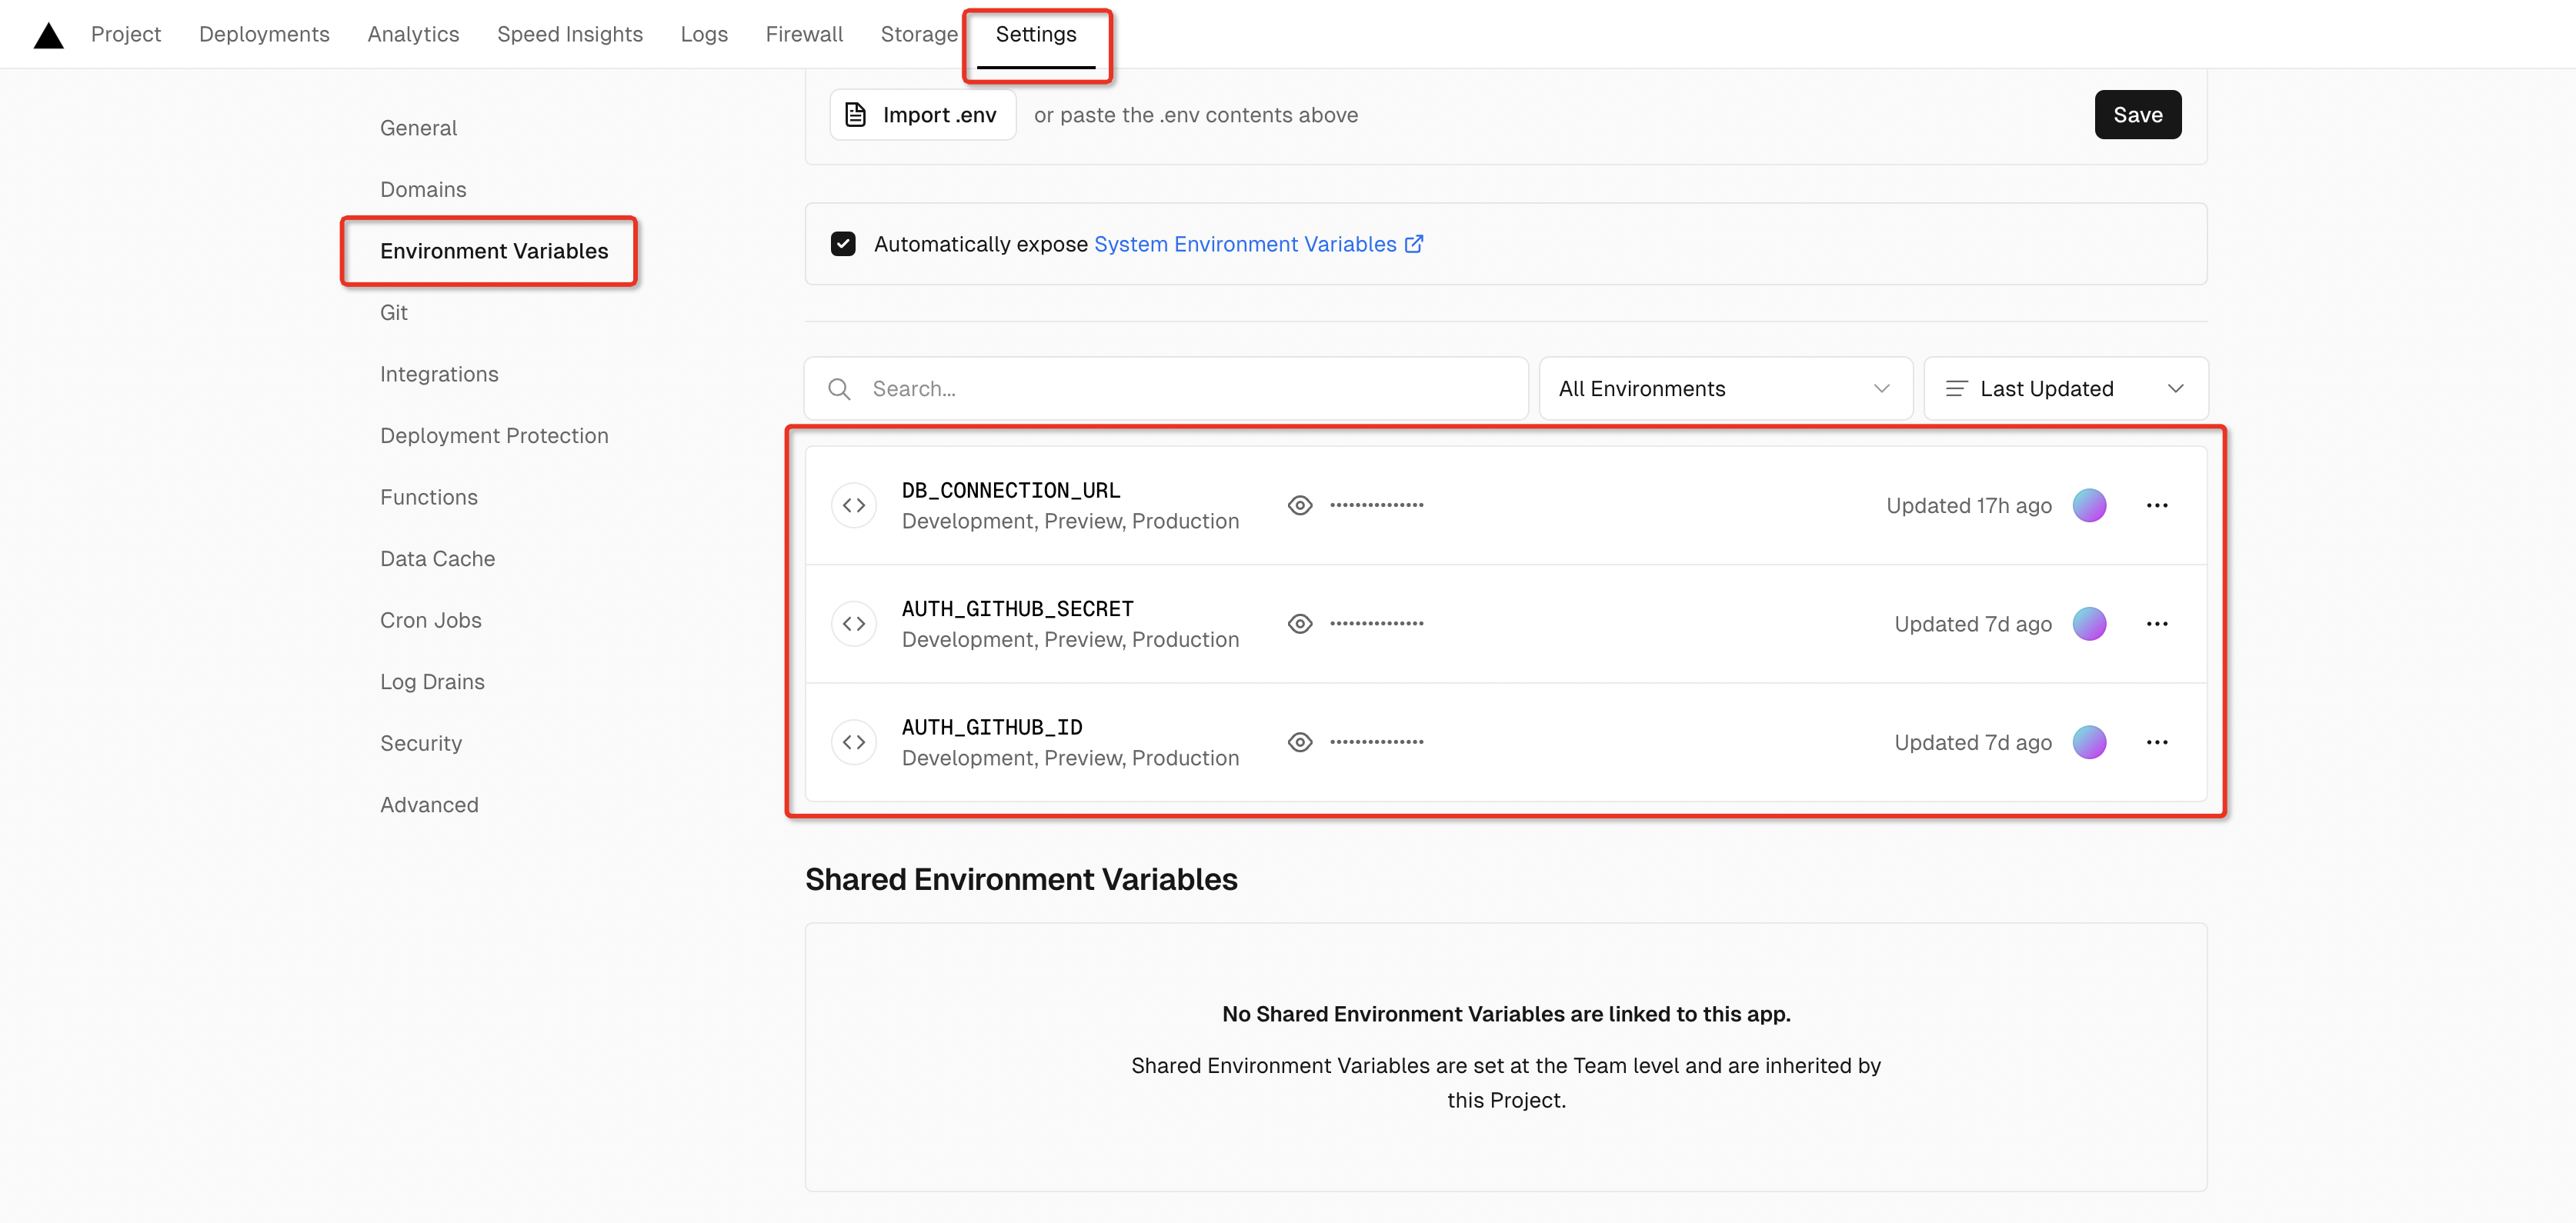 Project Deployments Analytics Speed Insights Logs Firewall Storage Settings
General
Domains
Environment Variables
Git
Integrations
Deployment Protection
Functions
Data Cache
Cron Jobs
Log Drains
Security
Advanced
Import .env or paste the .env contents above Save
Automatically expose System Environment Variables
Search... All Environments Last Updated
DB_CONNECTION_URL
Development, Preview, Production
•••••••••••••••
Updated 17h ago
AUTH_GITHUB_SECRET
Development, Preview, Production
•••••••••••••••
Updated 7d ago
AUTH_GITHUB_ID
Development, Preview, Production
•••••••••••••••
Updated 7d ago
Shared Environment Variables
No Shared Environment Variables are linked to this app.
Shared Environment Variables are set at the Team level and are inherited by
this Project.